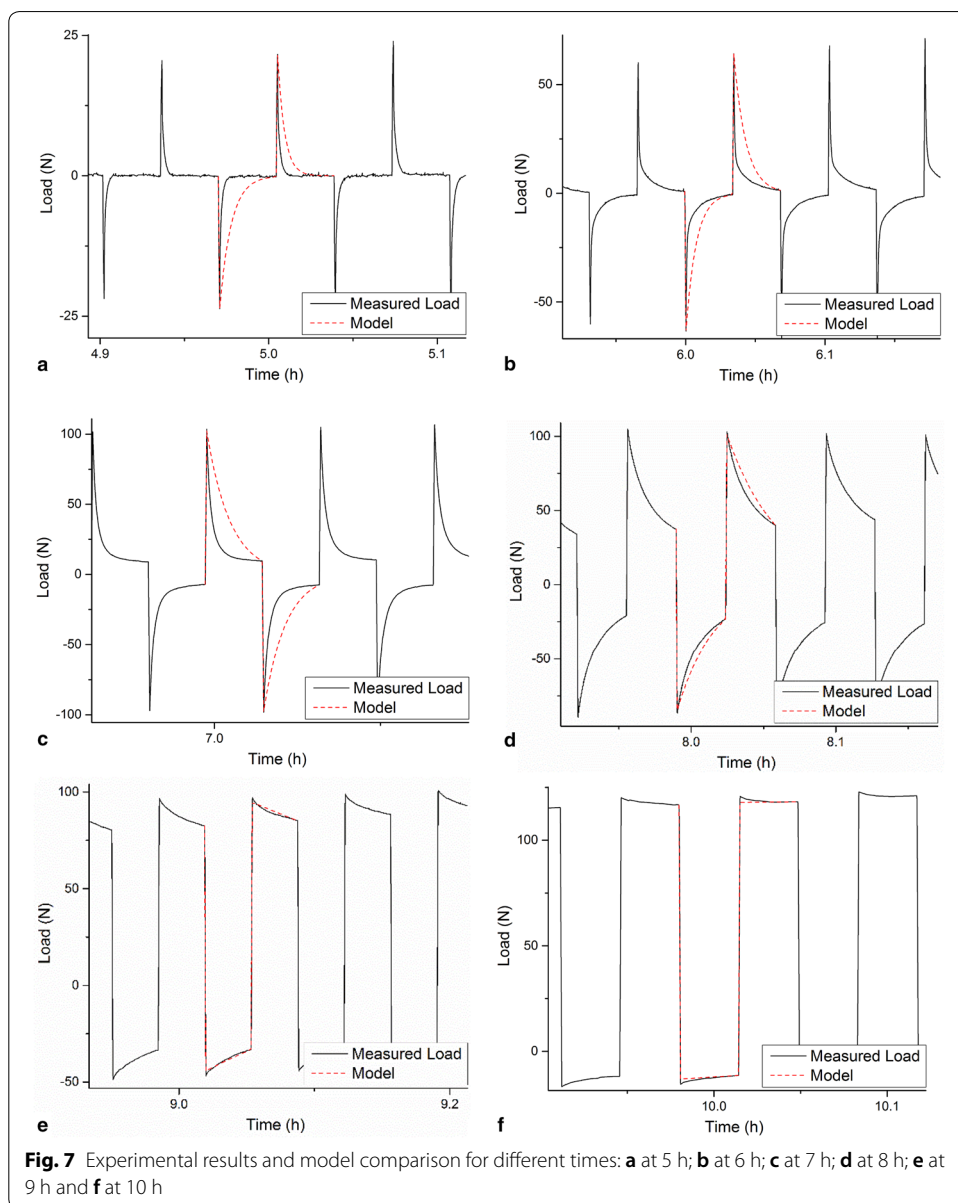 25
0
-25
Load (N)
4.9
5.0
5.1
Time (h)
Measured Load
Model
a
50
0
-50
Load (N)
6.0
6.1
Time (h)
Measured Load
Model
b
100
50
0
-50
-100
Load (N)
7.0
Time (h)
Measured Load
Model
c
100
50
0
-50
Load (N)
8.0
8.1
Time (h)
Measured Load
Model
d
100
50
0
-50
Load (N)
9.0
9.2
Time (h)
Measured Load
Model
e
100
0
Load (N)
10.0
10.1
Time (h)
Measured Load
Model
f
Fig. 7 Experimental results and model comparison for different times: a at 5 h; b at 6 h; c at 7 h; d at 8 h; e at
9 h and f at 10 h